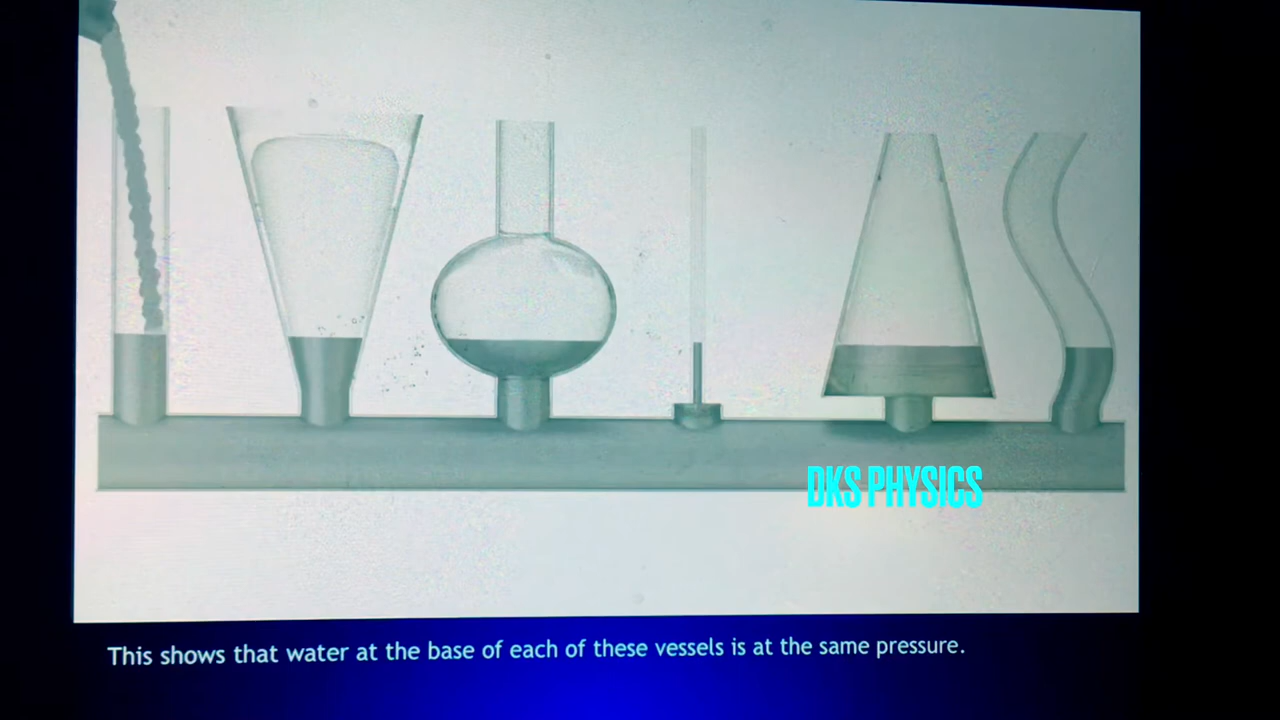 DKS PHYSICS
This shows that water at the base of each of these vessels is at the same pressure.